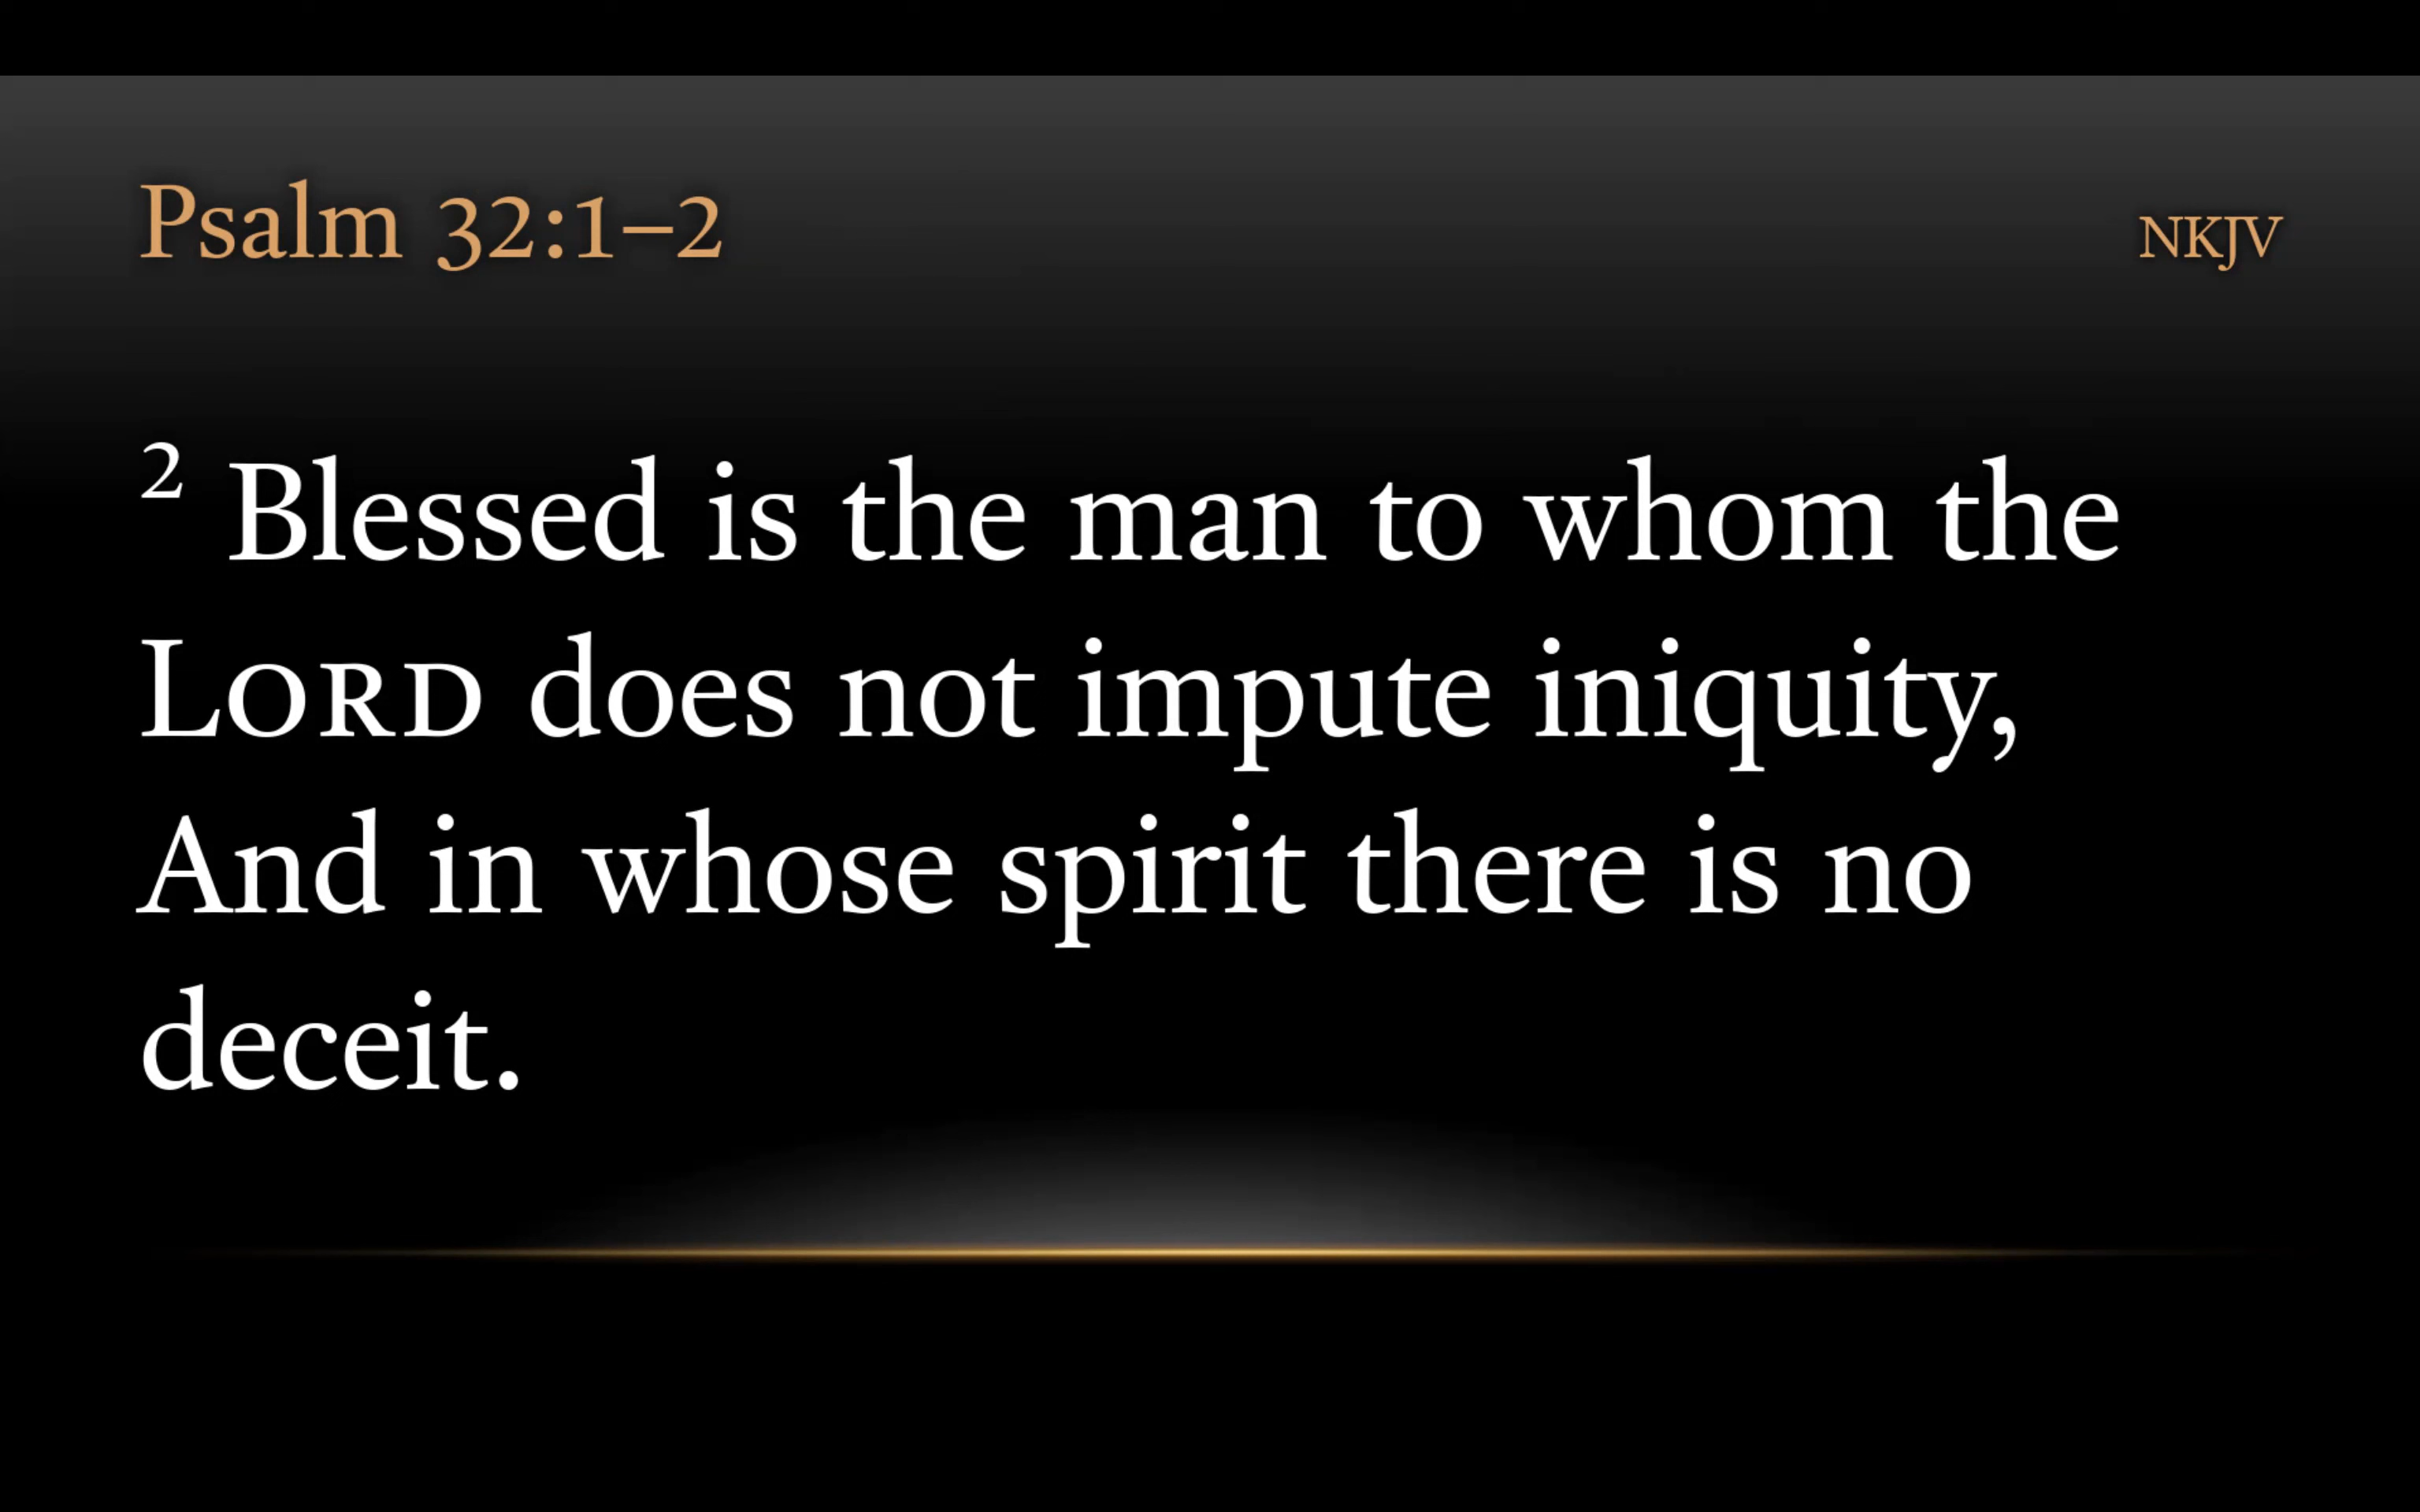 Psalm 32:1–2
NKJV
² Blessed is the man to whom the
LORD does not impute iniquity,
And in whose spirit there is no
deceit.